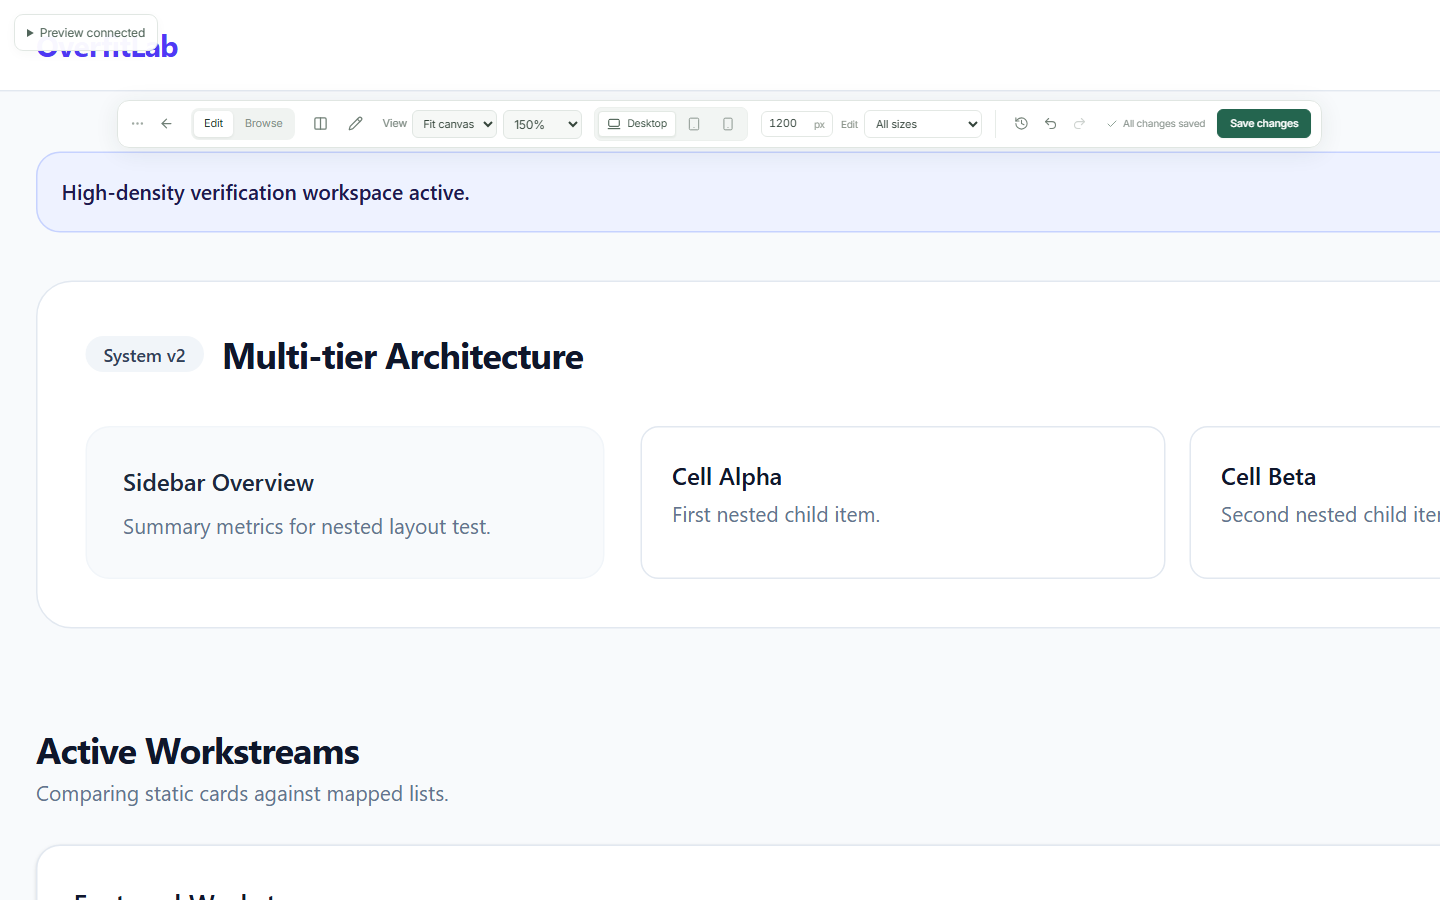 Preview connected
Edit Browse View Fit canvas 150% Desktop 1200 px Edit All sizes All changes saved Save changes
High-density verification workspace active.
System v2 Multi-tier Architecture
Sidebar Overview
Summary metrics for nested layout test.
Cell Alpha
First nested child item.
Cell Beta
Second nested child
Active Workstreams
Comparing static cards against mapped lists.